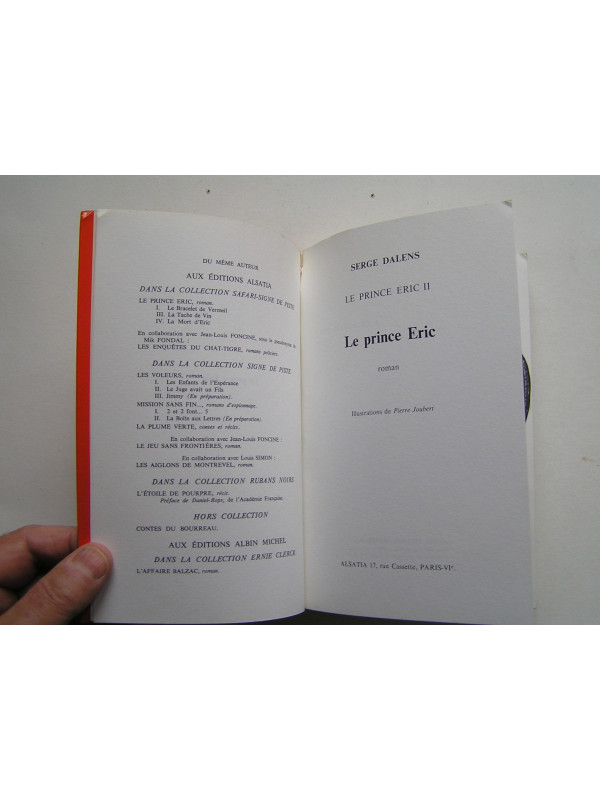 DU MÊME AUTEUR
AUX ÉDITIONS ALSATIA
DANS LA COLLECTION SAFARI-SIGNE DE PISTE
LE PRINCE ERIC, roman.
I. Le Bracelet de Vermeil
III. La Tache de Vin
IV. La Mort d'Eric
En collaboration avec Jean-Louis FONCINE, sous le pseudonyme de
Mik FONDAL :
LES ENQUÊTES DU CHAT-TIGRE, romans policiers.
DANS LA COLLECTION SIGNE DE PISTE
LES VOLEURS, roman.
I. Les Enfants de l'Espérance
II. Le Juge avait un Fils
III. Jimmy (En préparation).
MISSION SANS FIN..., romans d'espionnage.
I. 2 et 2 font... 5
II. La Boîte aux Lettres (En préparation).
LA PLUME VERTE, contes et récits.
En collaboration avec Jean-Louis FONCINE :
LE JEU SANS FRONTIÈRES, roman.
En collaboration avec Louis SIMON :
LES AIGLONS DE MONTREVEL, roman.
DANS LA COLLECTION RUBANS NOIRS
L'ÉTOILE DE POURPRE, récit.
Préface de Daniel-Rops, de l'Académie Française.
HORS COLLECTION
CONTES DU BOURREAU.
AUX ÉDITIONS ALBIN MICHEL
DANS LA COLLECTION ERNIE CLERCK
L'AFFAIRE BALZAC, roman.
SERGE DALENS
LE PRINCE ERIC II
Le prince Eric
roman
Illustrations de Pierre Joubert
ALSATIA 17, rue Cassette, PARIS-VIe.